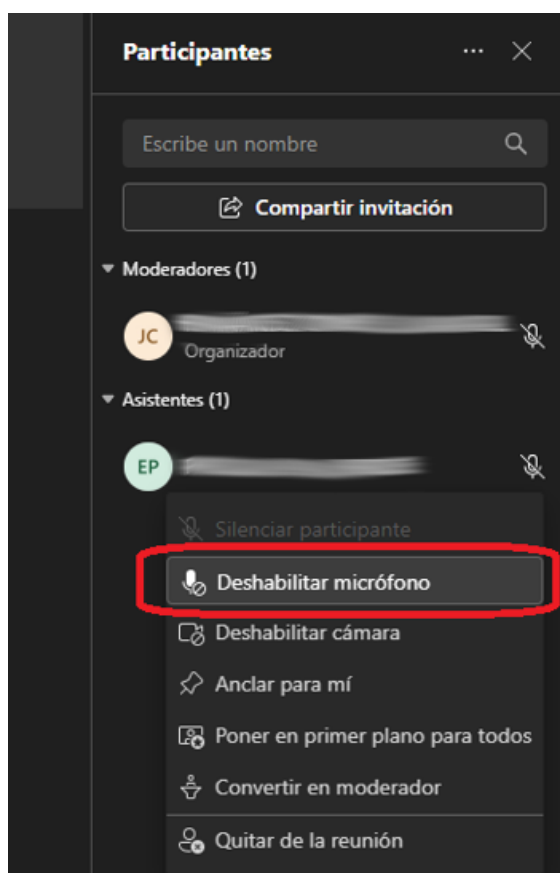 Participantes
Escribe un nombre
Compartir invitación
Moderadores (1)
JC
Organizador
Asistentes (1)
EP
Silenciar participante
Deshabilitar micrófono
Deshabilitar cámara
Anclar para mí
Poner en primer plano para todos
Convertir en moderador
Quitar de la reunión